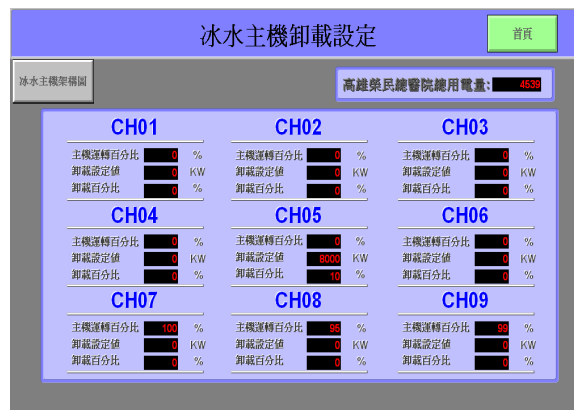 冰水主機卸載設定
首頁
冰水主機架構圖
高雄榮民總醫院總用電量: 4539
CH01 CH02 CH03
主機運轉百分比 0 % 主機運轉百分比 0 % 主機運轉百分比 0 %
卸載設定値 0 KW 卸載設定値 0 KW 卸載設定値 0 KW
卸載百分比 0 % 卸載百分比 0 % 卸載百分比 0 %
CH04 CH05 CH06
主機運轉百分比 0 % 主機運轉百分比 0 % 主機運轉百分比 0 %
卸載設定値 0 KW 卸載設定値 8000 KW 卸載設定値 0 KW
卸載百分比 0 % 卸載百分比 10 % 卸載百分比 0 %
CH07 CH08 CH09
主機運轉百分比 100 % 主機運轉百分比 95 % 主機運轉百分比 99 %
卸載設定値 0 KW 卸載設定値 0 KW 卸載設定値 0 KW
卸載百分比 0 % 卸載百分比 0 % 卸載百分比 0 %